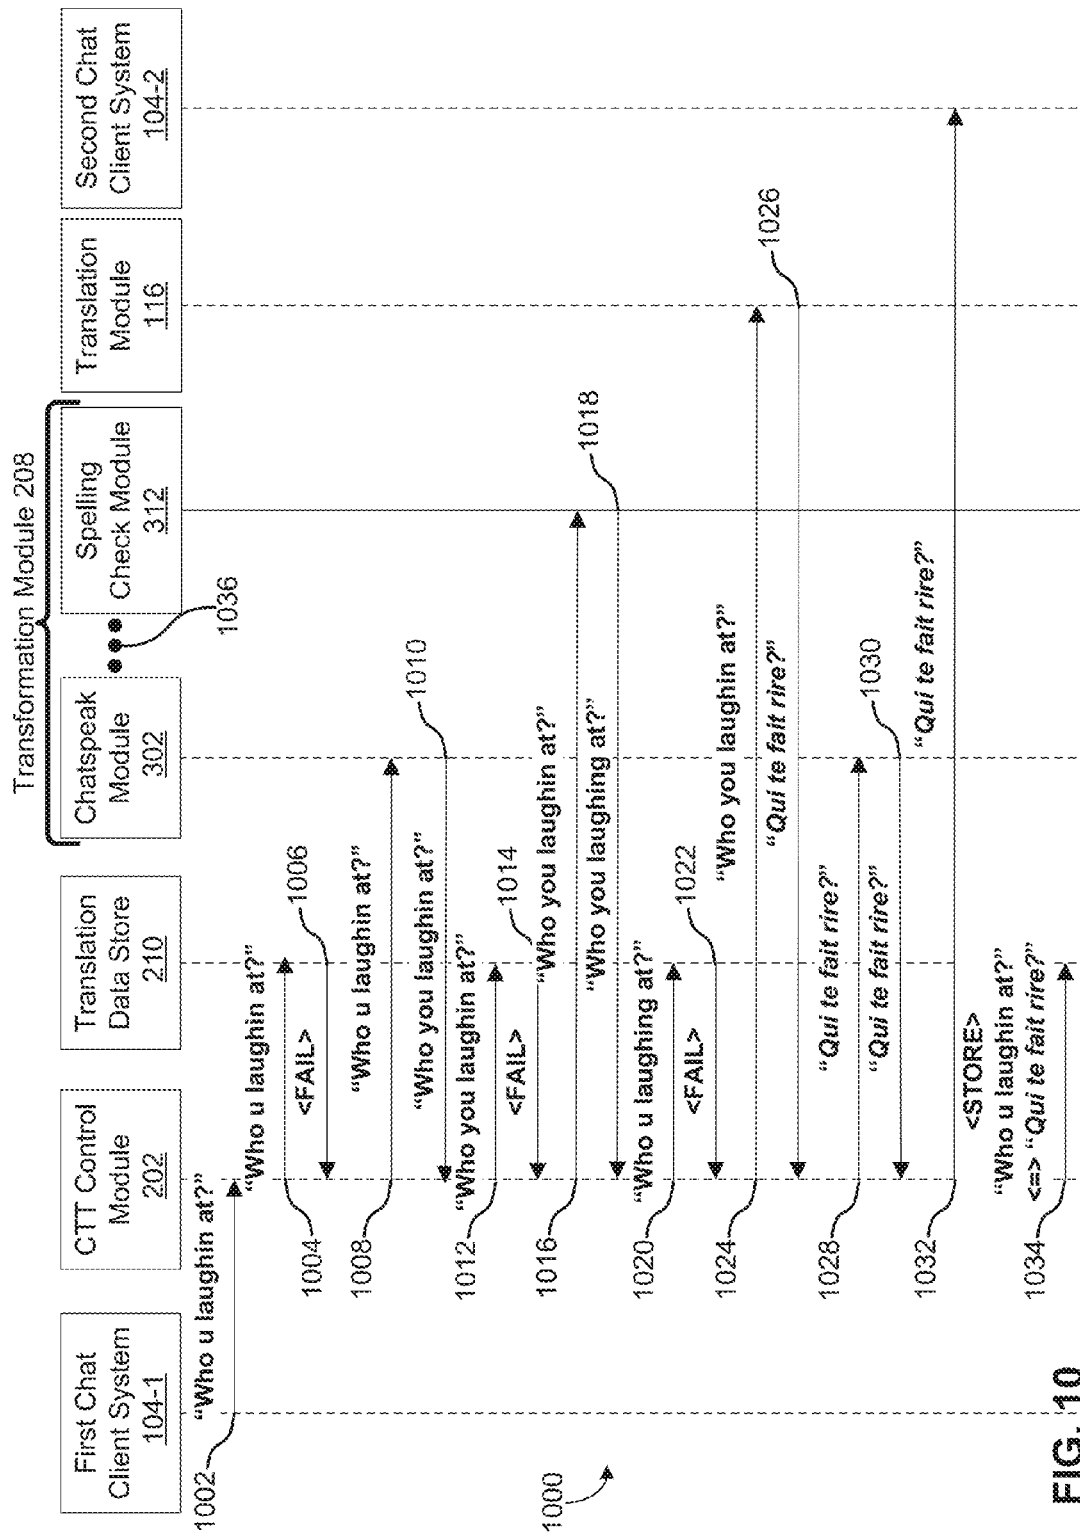 Transformation Module 208
First Chat
Client System
104-1
CTT Control
Module
202
Translation
Data Store
210
Chatspeak
Module
302
Spelling
Check Module
312
Translation
Module
116
Second Chat
Client System
104-2
1036
1002
“Who u laughin at?”
“Who u laughin at?”
1004
<FAIL>
1006
“Who u laughin at?”
1008
1010
“Who you laughin at?”
“Who you laughin at?”
1012
<FAIL>
1014
“Who you laughin at?”
1016
“Who you laughing at?”
1018
“Who u laughing at?”
1020
<FAIL>
1022
“Who you laughin at?”
1024
“Qui te fait rire?”
1026
“Qui te fait rire?”
1028
“Qui te fait rire?”
1030
“Qui te fait rire?”
1032
<STORE>
“Who u laughin at?”
<=> “Qui te fait rire?”
1034
1000
FIG. 10